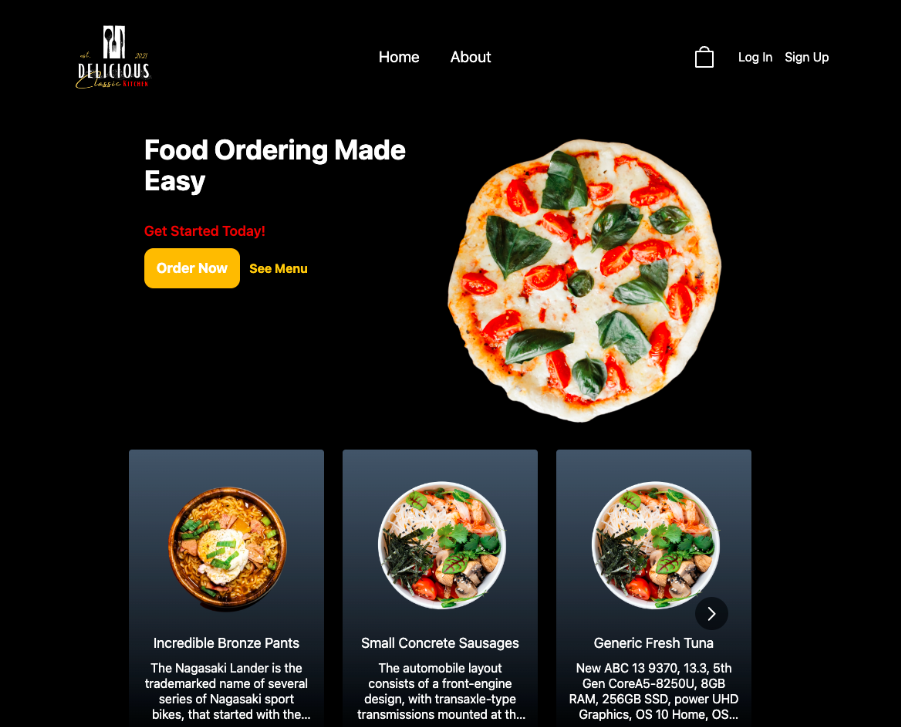 est. 2021
DELICIOUS
Classic KITCHEN
Home About
Log In Sign Up
Food Ordering Made
Easy
Get Started Today!
Order Now See Menu
Incredible Bronze Pants
The Nagasaki Lander is the
trademarked name of several
series of Nagasaki sport
bikes, that started with the...
Small Concrete Sausages
The automobile layout
consists of a front-engine
design, with transaxle-type
transmissions mounted at th...
Generic Fresh Tuna
New ABC 13 9370, 13.3, 5th
Gen CoreA5-8250U, 8GB
RAM, 256GB SSD, power UHD
Graphics, OS 10 Home, OS...